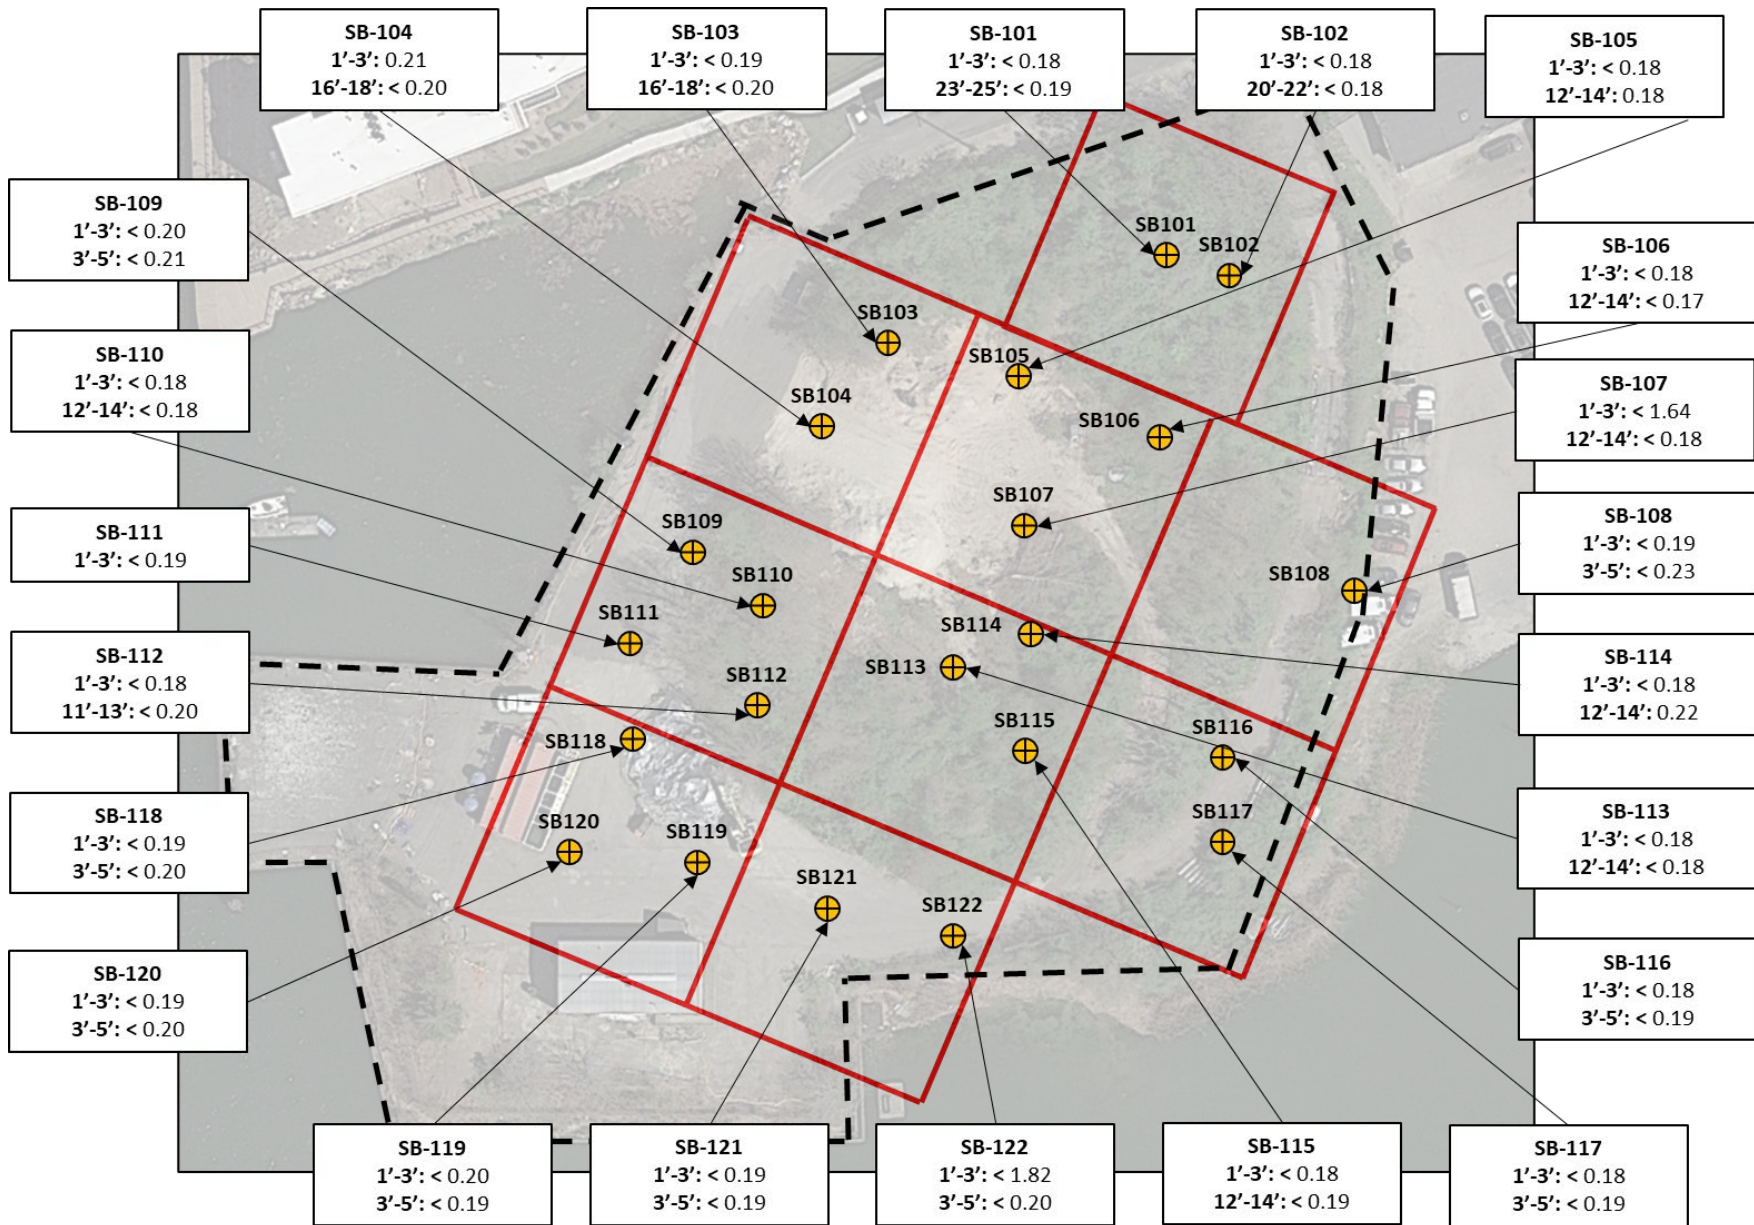 SB-104
1’-3’: 0.21
16’-18’: < 0.20
SB-103
1’-3’: < 0.19
16’-18’: < 0.20
SB-101
1’-3’: < 0.18
23’-25’: < 0.19
SB-102
1’-3’: < 0.18
20’-22’: < 0.18
SB-105
1’-3’: < 0.18
12’-14’: 0.18
SB-109
1’-3’: < 0.20
3’-5’: < 0.21
SB-106
1’-3’: < 0.18
12’-14’: < 0.17
SB-110
1’-3’: < 0.18
12’-14’: < 0.18
SB-107
1’-3’: < 1.64
12’-14’: < 0.18
SB-111
1’-3’: < 0.19
SB-108
1’-3’: < 0.19
3’-5’: < 0.23
SB-112
1’-3’: < 0.18
11’-13’: < 0.20
SB-114
1’-3’: < 0.18
12’-14’: 0.22
SB-118
1’-3’: < 0.19
3’-5’: < 0.20
SB-113
1’-3’: < 0.18
12’-14’: < 0.18
SB-120
1’-3’: < 0.19
3’-5’: < 0.20
SB-116
1’-3’: < 0.18
3’-5’: < 0.19
SB-119
1’-3’: < 0.20
3’-5’: < 0.19
SB-121
1’-3’: < 0.19
3’-5’: < 0.19
SB-122
1’-3’: < 1.82
3’-5’: < 0.20
SB-115
1’-3’: < 0.18
12’-14’: < 0.19
SB-117
1’-3’: < 0.18
3’-5’: < 0.19
SB101
SB102
SB103
SB105
SB104
SB106
SB107
SB109
SB110
SB108
SB111
SB114
SB113
SB112
SB115
SB116
SB118
SB117
SB120
SB119
SB121
SB122